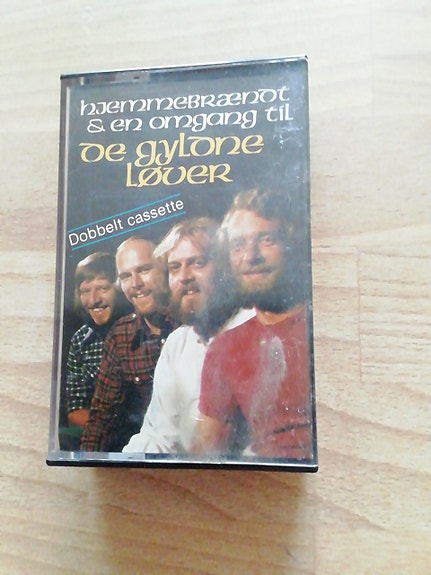 hjemmebrændt
& en omgang til
de gyldne
løver
Dobbelt cassette